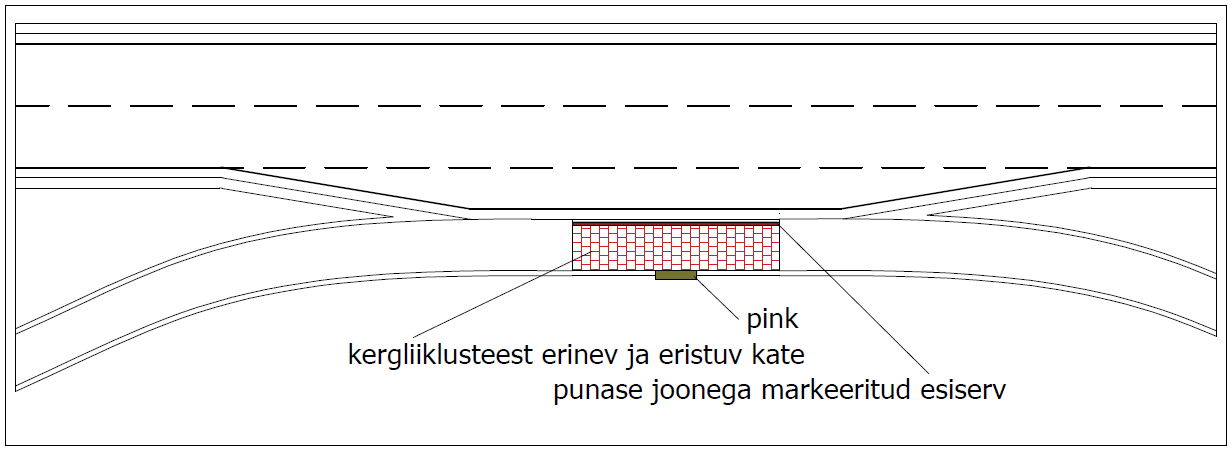 pink
kergliiklusteest erinev ja eristuv kate
punase joonega markeeritud esiserv